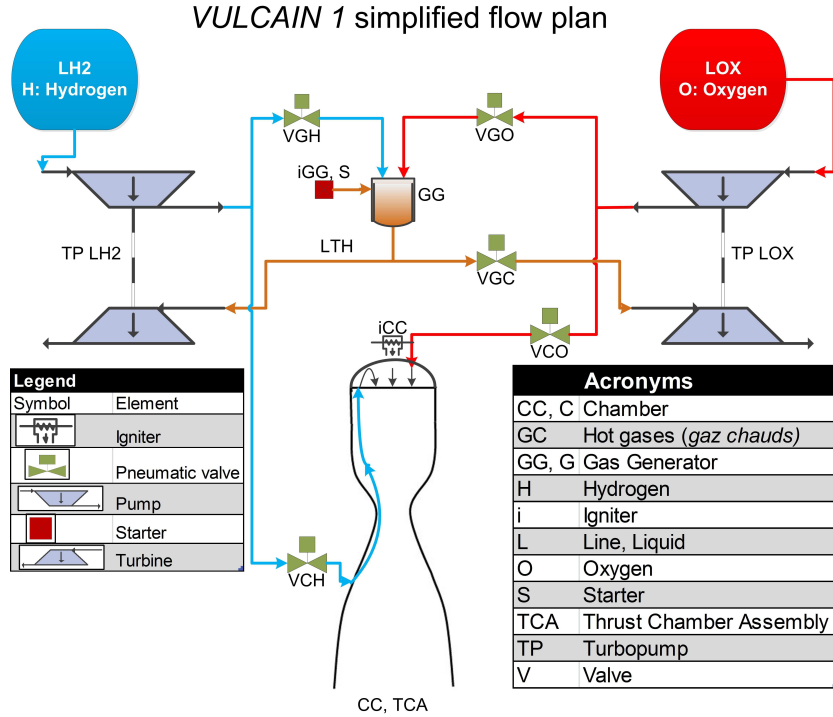 VULCAIN 1 simplified flow plan
LH2
H: Hydrogen
LOX
O: Oxygen
VGH
VGO
iGG, S
GG
TP LH2
LTH
VGC
TP LOX
iCC
VCO
VCH
CC, TCA
Legend
Symbol Element
Igniter
Pneumatic valve
Pump
Starter
Turbine
Acronyms
CC, C Chamber
GC Hot gases (gaz chauds)
GG, G Gas Generator
H Hydrogen
i Igniter
L Line, Liquid
O Oxygen
S Starter
TCA Thrust Chamber Assembly
TP Turbopump
V Valve